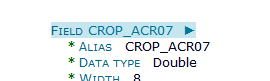 FIELD CROP_ACR07 ►
* ALIAS CROP_ACR07
* DATA TYPE Double
* WIDTH 8